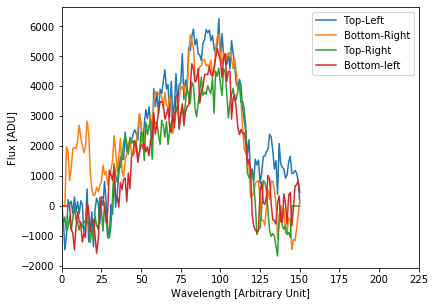 6000
5000
4000
3000
2000
1000
0
−1000
−2000
Flux [ADU]
Top-Left
Bottom-Right
Top-Right
Bottom-left
0 25 50 75 100 125 150 175 200 225
Wavelength [Arbitrary Unit]